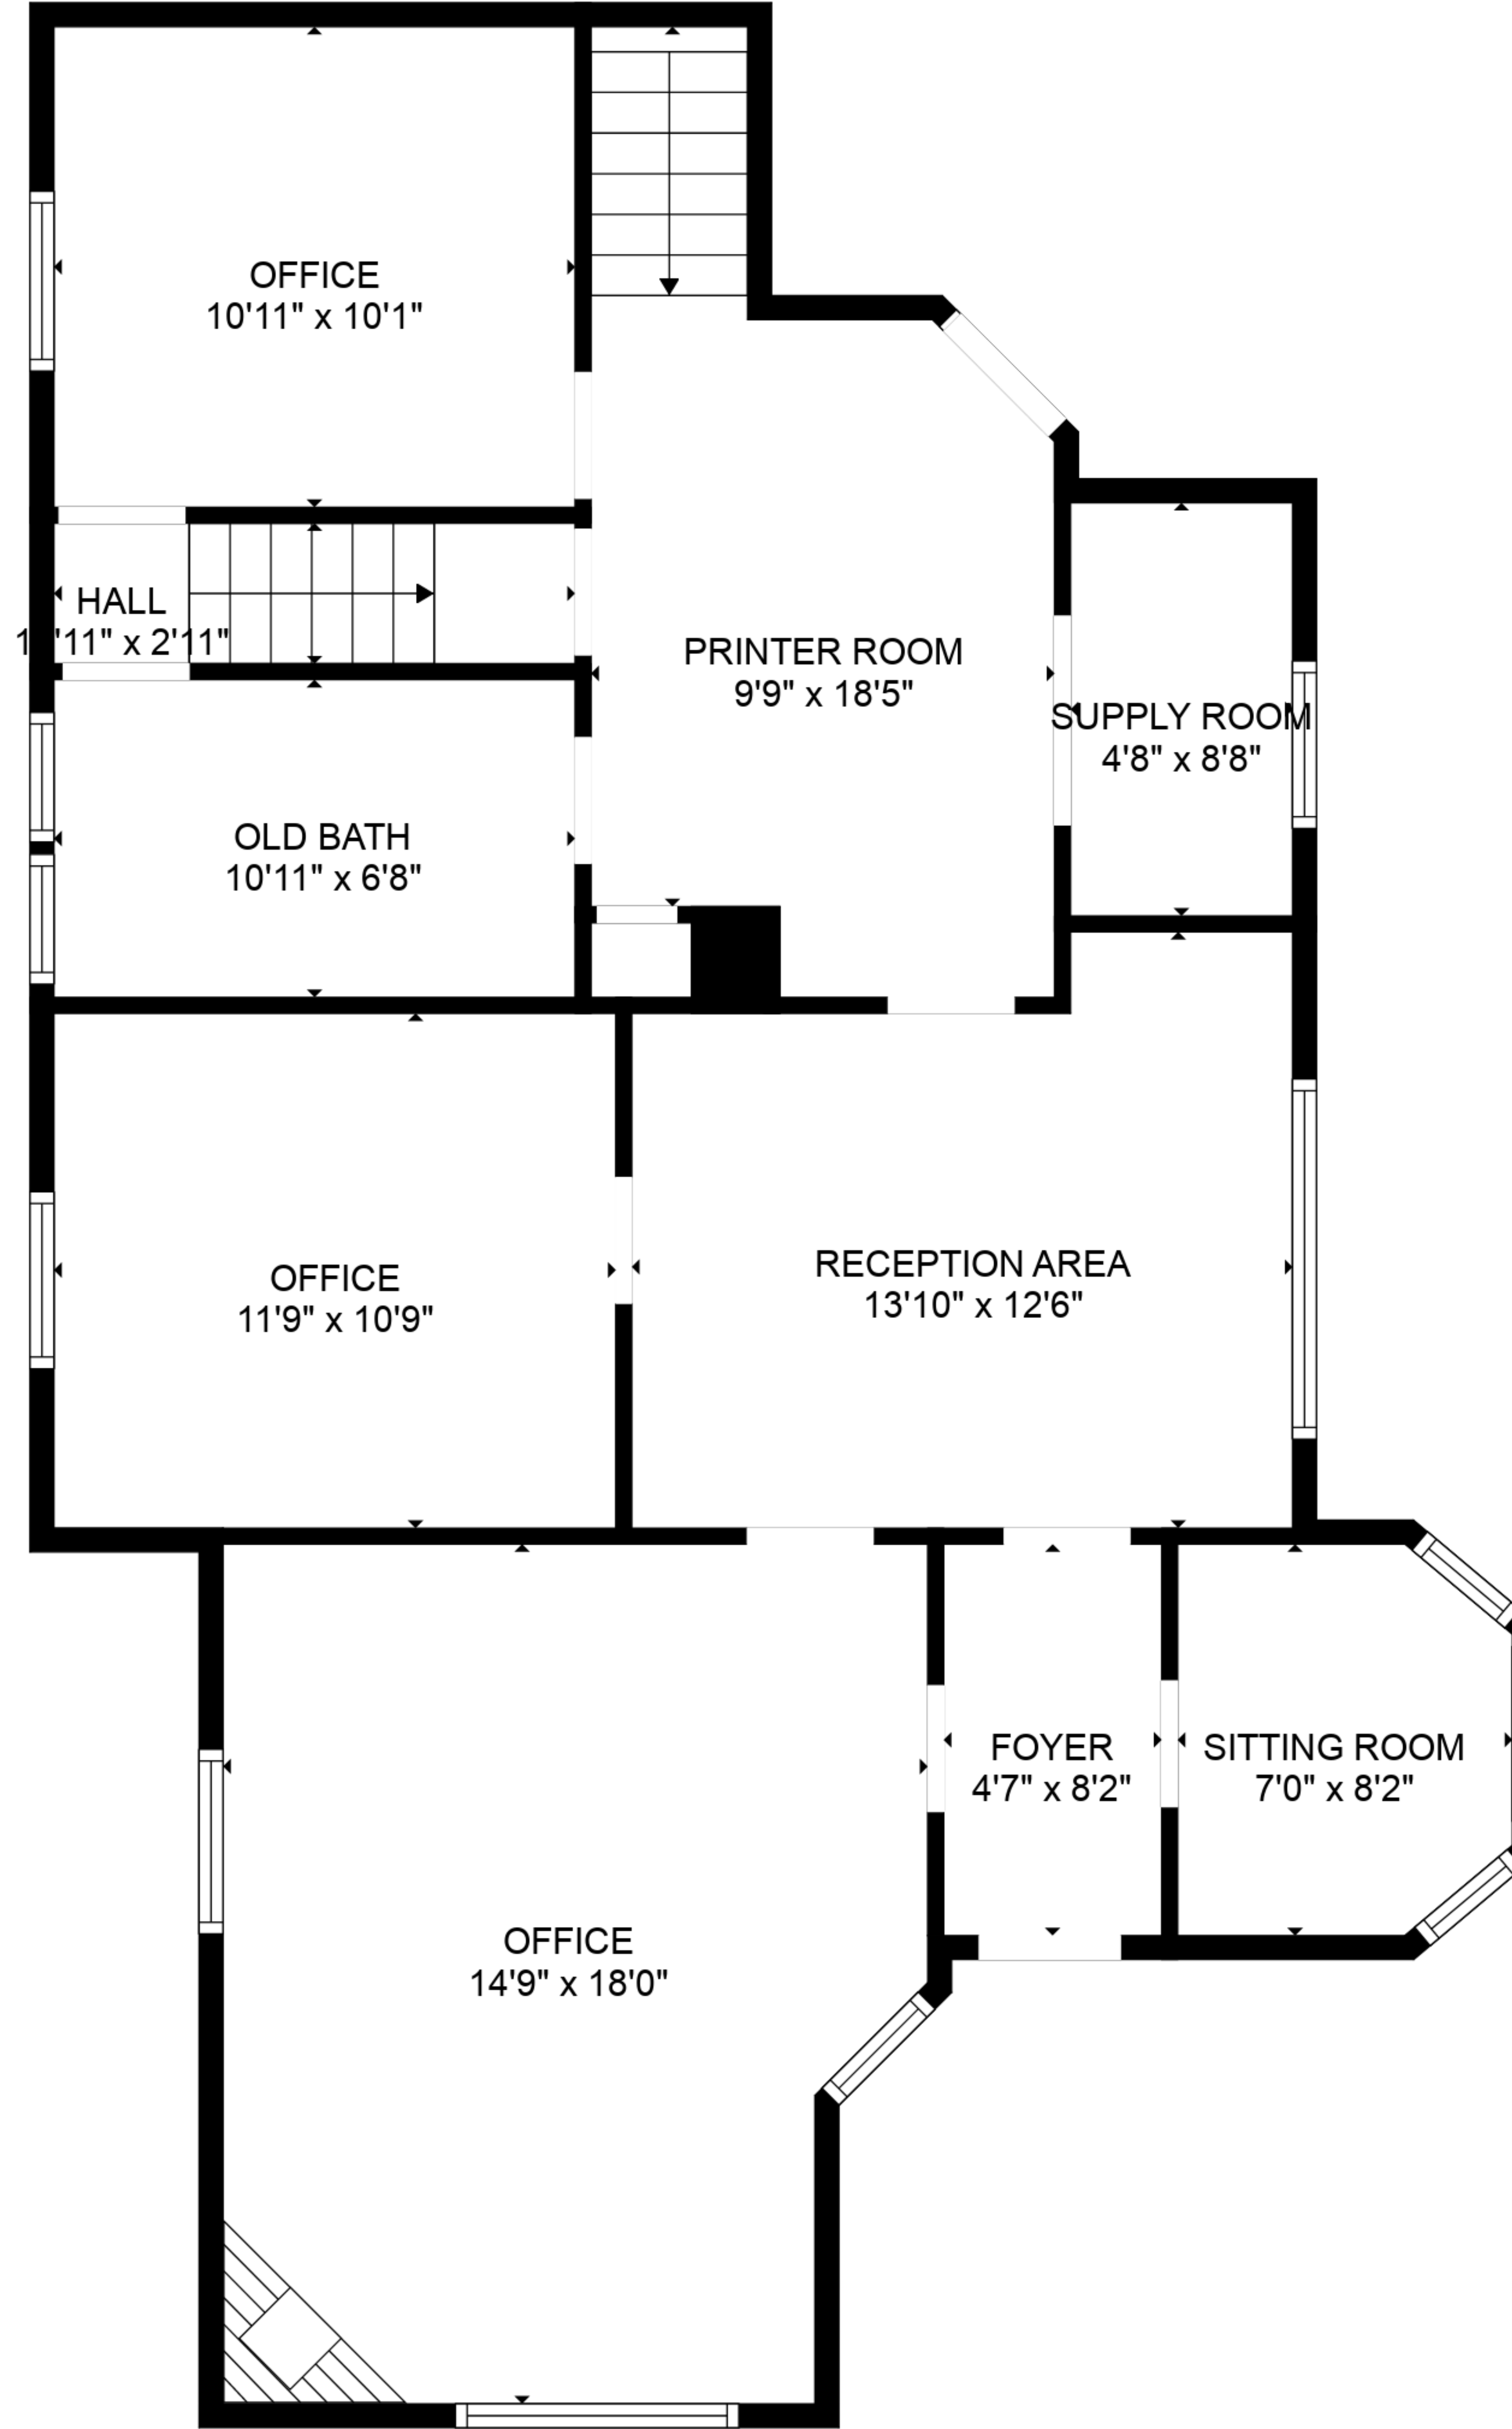 OFFICE
10'11" x 10'1"
HALL
x 2'11"
PRINTER ROOM
9'9" x 18'5"
SUPPLY ROOM
4'8" x 8'8"
OLD BATH
10'11" x 6'8"
OFFICE
11'9" x 10'9"
RECEPTION AREA
13'10" x 12'6"
FOYER
4'7" x 8'2"
SITTING ROOM
7'0" x 8'2"
OFFICE
14'9" x 18'0"